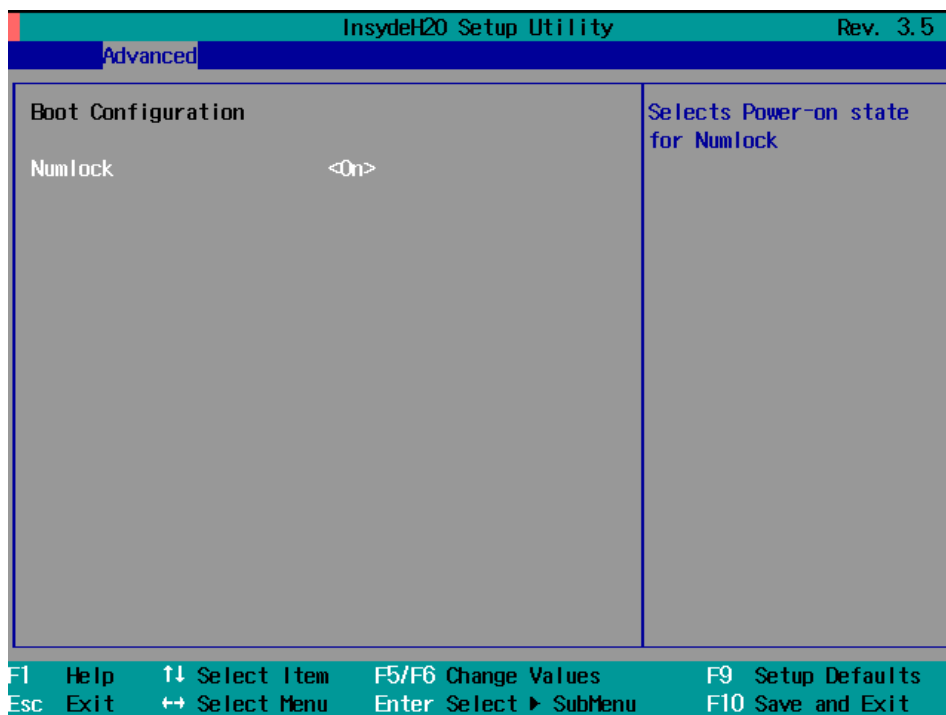 InsydeH20 Setup Utility Rev. 3.5
Advanced
Boot Configuration
Numlock <On>
Selects Power-on state
for Numlock
F1 Help ↑↓ Select Item F5/F6 Change Values F9 Setup Defaults
Esc Exit ↔ Select Menu Enter Select ▶ SubMenu F10 Save and Exit